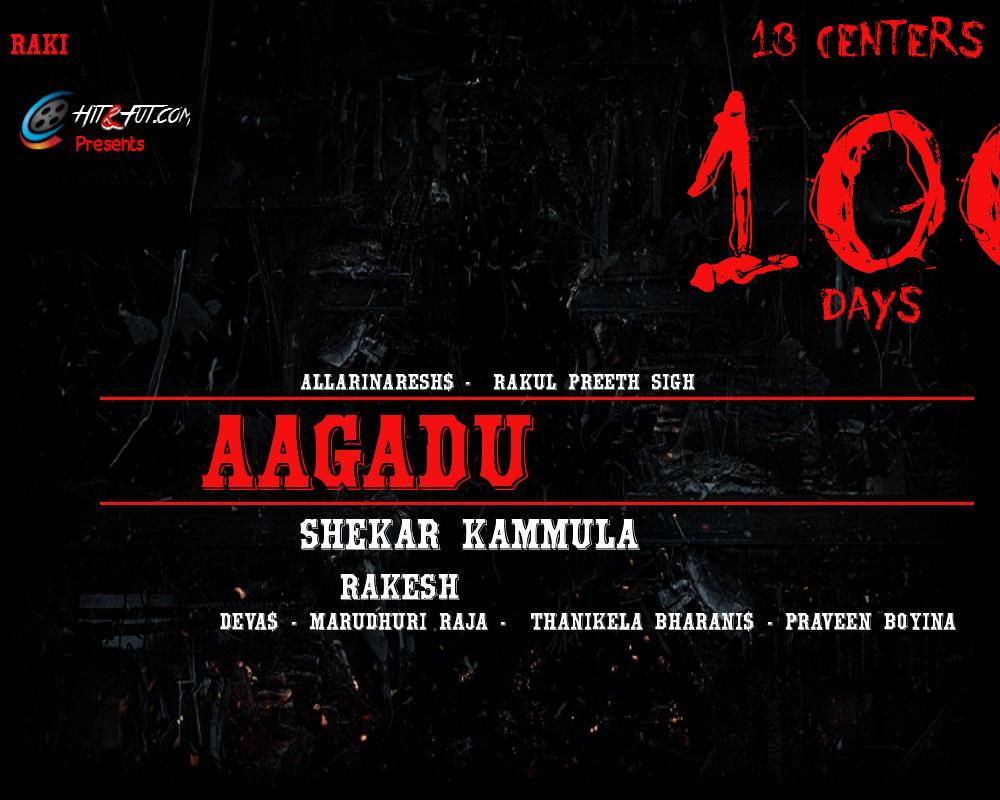 RAKI
13 CENTERS
HIT&FUT.COM
Presents
100
DAYS
ALLARINARESH$ - RAKUL PREETH SIGH
AAGADU
SHEKAR KAMMULA
RAKESH
DEVA$ - MARUDHURI RAJA - THANIKELA BHARANI$ - PRAVEEN BOYINA